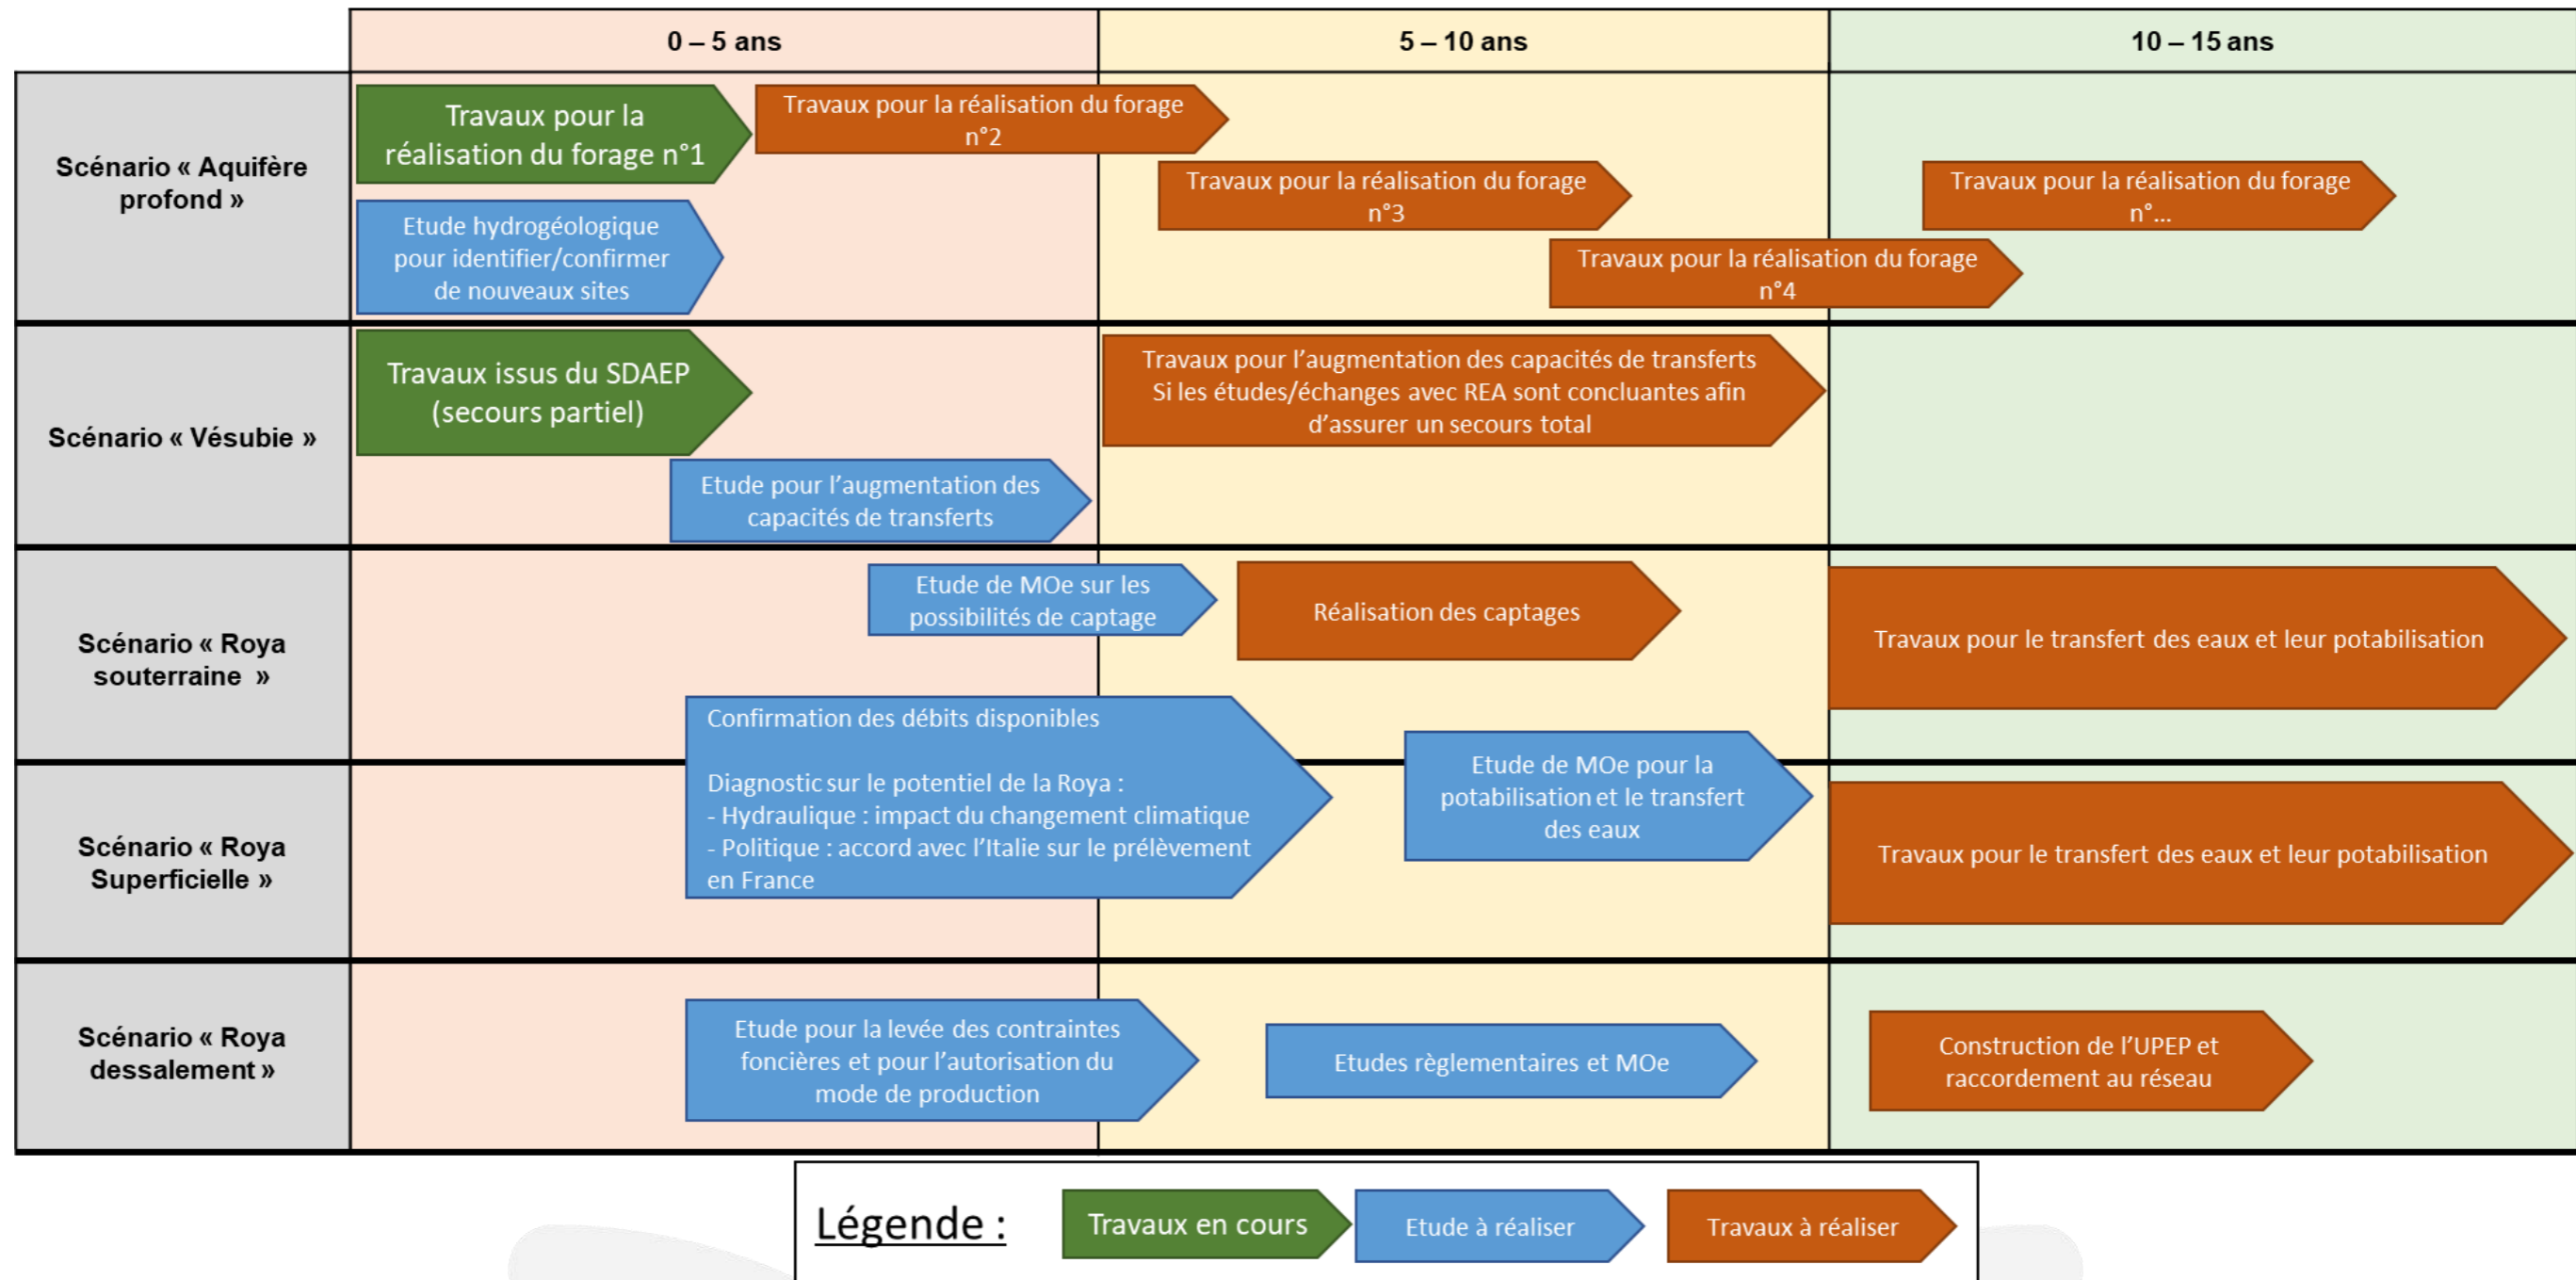 0 – 5 ans
5 – 10 ans
10 – 15 ans
Scénario « Aquifère
profond »
Travaux pour la
réalisation du forage n°1
Travaux pour la réalisation du forage
n°2
Travaux pour la réalisation du forage
n°3
Travaux pour la réalisation du forage
n°...
Etude hydrogéologique
pour identifier/confirmer
de nouveaux sites
Travaux pour la réalisation du forage
n°4
Scénario « Vésubie »
Travaux issus du SDAEP
(secours partiel)
Travaux pour l'augmentation des capacités de transferts
Si les études/échanges avec REA sont concluantes afin
d'assurer un secours total
Etude pour l'augmentation des
capacités de transferts
Scénario « Roya
souterraine »
Etude de MOe sur les
possibilités de captage
Réalisation des captages
Travaux pour le transfert des eaux et leur potabilisation
Confirmation des débits disponibles
Diagnostic sur le potentiel de la Roya :
- Hydraulique : impact du changement climatique
- Politique : accord avec l'Italie sur le prélèvement
en France
Etude de MOe pour la
potabilisation et le transfert
des eaux
Scénario « Roya
Superficielle »
Travaux pour le transfert des eaux et leur potabilisation
Scénario « Roya
dessalement »
Etude pour la levée des contraintes
foncières et pour l'autorisation du
mode de production
Etudes règlementaires et MOe
Construction de l'UPEP et
raccordement au réseau
Légende :
Travaux en cours
Etude à réaliser
Travaux à réaliser